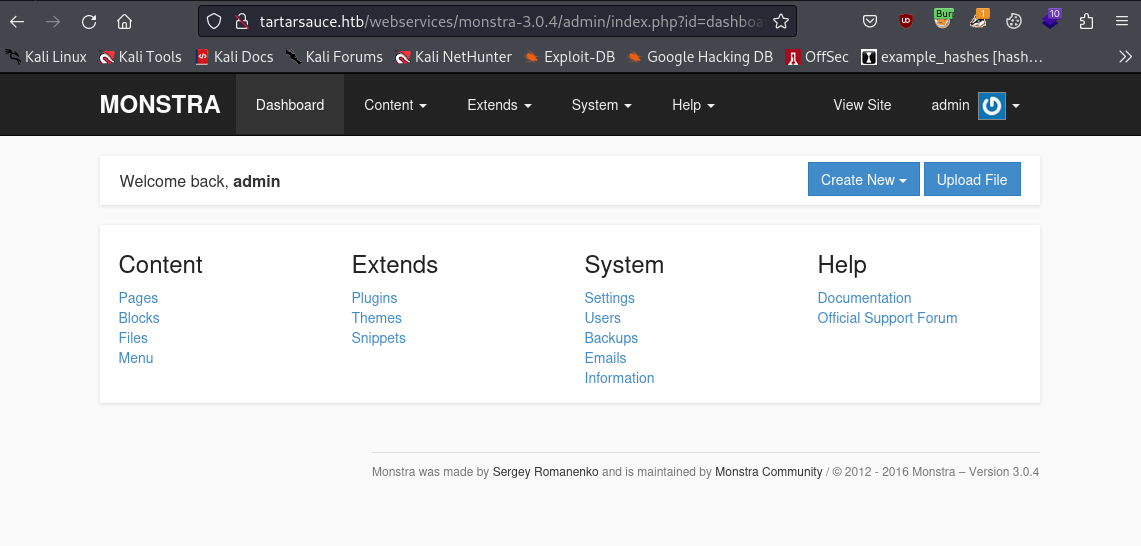 tartarsauce.htb/webservices/monstra-3.0.4/admin/index.php?id=dashboa
Bur 1 10
Kali Linux Kali Tools Kali Docs Kali Forums Kali NetHunter Exploit-DB Google Hacking DB OffSec example_hashes [hash…
MONSTRA Dashboard Content Extends System Help View Site admin
Welcome back, admin Create New Upload File
Content Extends System Help
Pages Plugins Settings Documentation
Blocks Themes Users Official Support Forum
Files Snippets Backups
Menu Emails
Information
Monstra was made by Sergey Romanenko and is maintained by Monstra Community / © 2012 - 2016 Monstra – Version 3.0.4